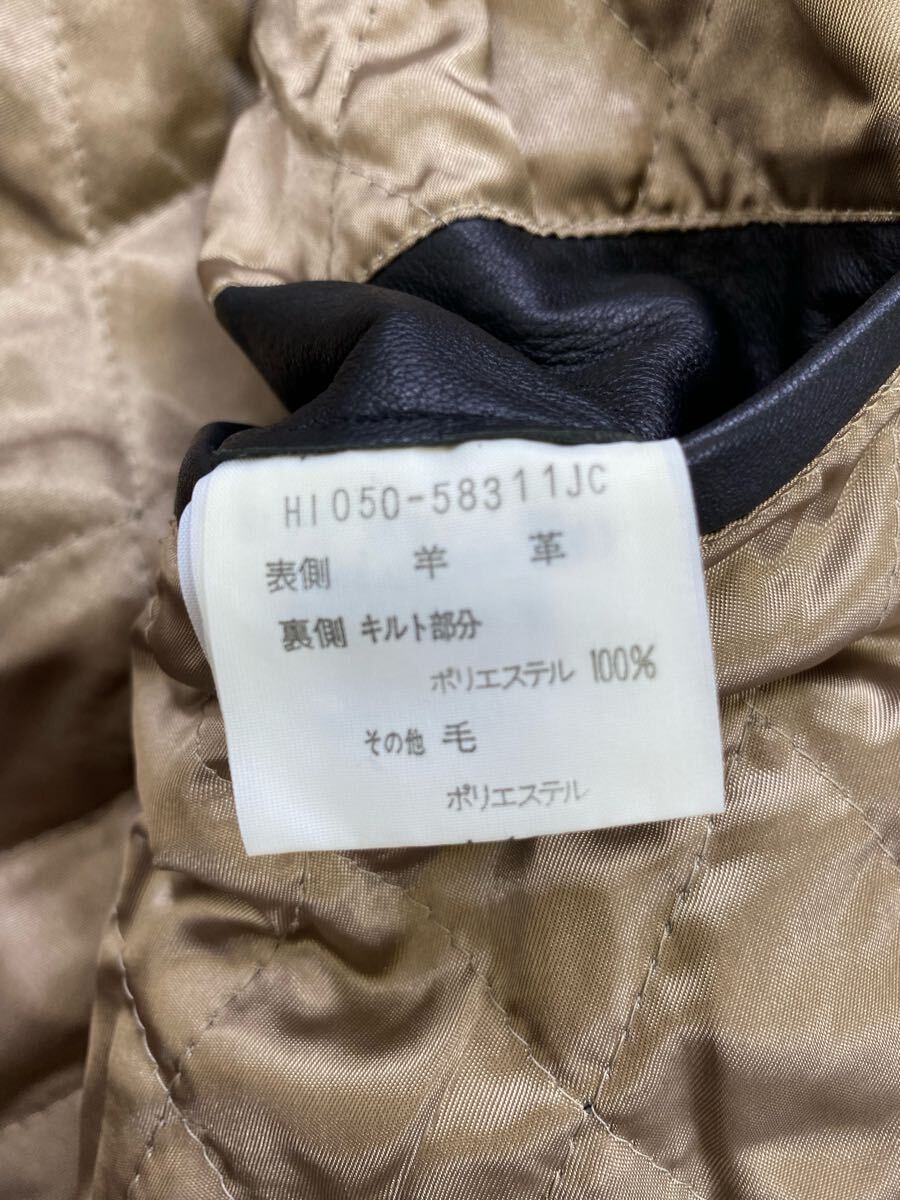 HI050-58311JC
表側 羊 革
裏側 キルト部分
ポリエステル 100%
その他 毛
ポリエステル